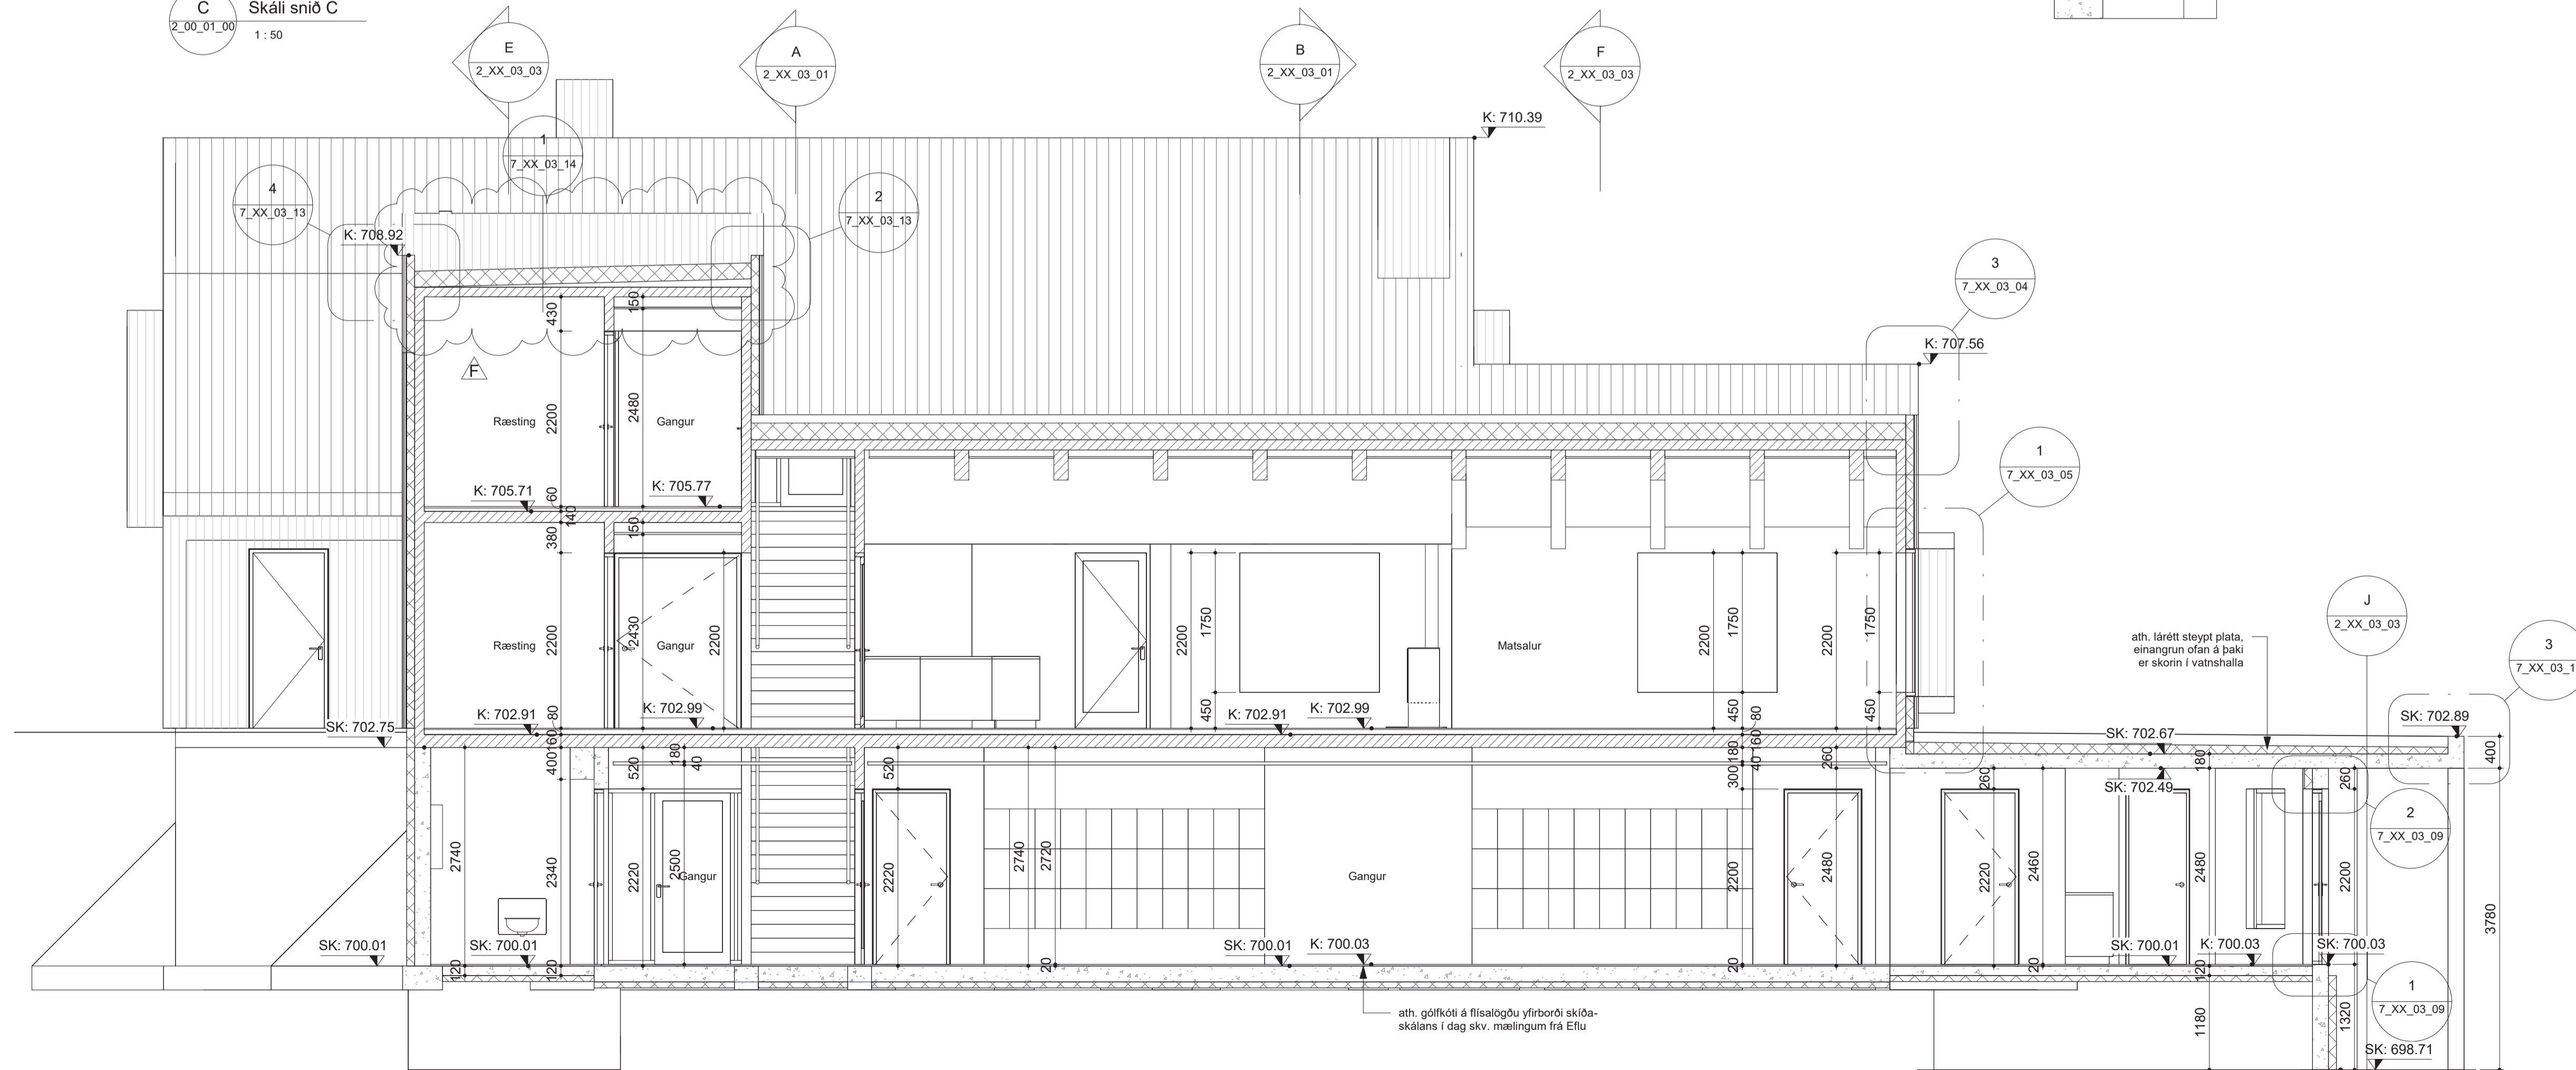 C
Skáli snið C
2_00_01_00
1 : 50
E
2_XX_03_03
A
2_XX_03_01
B
2_XX_03_01
F
2_XX_03_03
K: 710.39
1
7_XX_03_14
4
7_XX_03_13
2
7_XX_03_13
K: 708.92
3
7_XX_03_04
K: 707.56
430
150
F
Ræsting
2200
2480
Gangur
1
7_XX_03_05
K: 705.71
60
K: 705.77
140
380
150
Ræsting
2200
2430
Gangur
2200
2200
1750
Matsalur
2200
1750
2200
1750
J
2_XX_03_03
ath. lárétt steypt plata,
einangrun ofan á þaki
er skorin í vatnshalla
3
7_XX_03_1
SK: 702.75
K: 702.91
80
K: 702.99
K: 702.91
450
K: 702.99
450
80
450
SK: 702.67
SK: 702.89
160
400
520
180
40
520
160
180
40
300
260
260
SK: 702.49
180
260
400
2
7_XX_03_09
2740
2340
2220
2500
Gangur
2220
2740
2720
Gangur
2200
2480
2220
2460
2480
2200
3780
SK: 700.01
SK: 700.01
SK: 700.01
K: 700.03
SK: 700.01
K: 700.03
SK: 700.03
120
120
20
20
20
120
1
7_XX_03_09
ath. gólfkóti á flísalögðu yfirborði skíða-
skálans í dag skv. mælingum frá Eflu
1180
1320
SK: 698.71